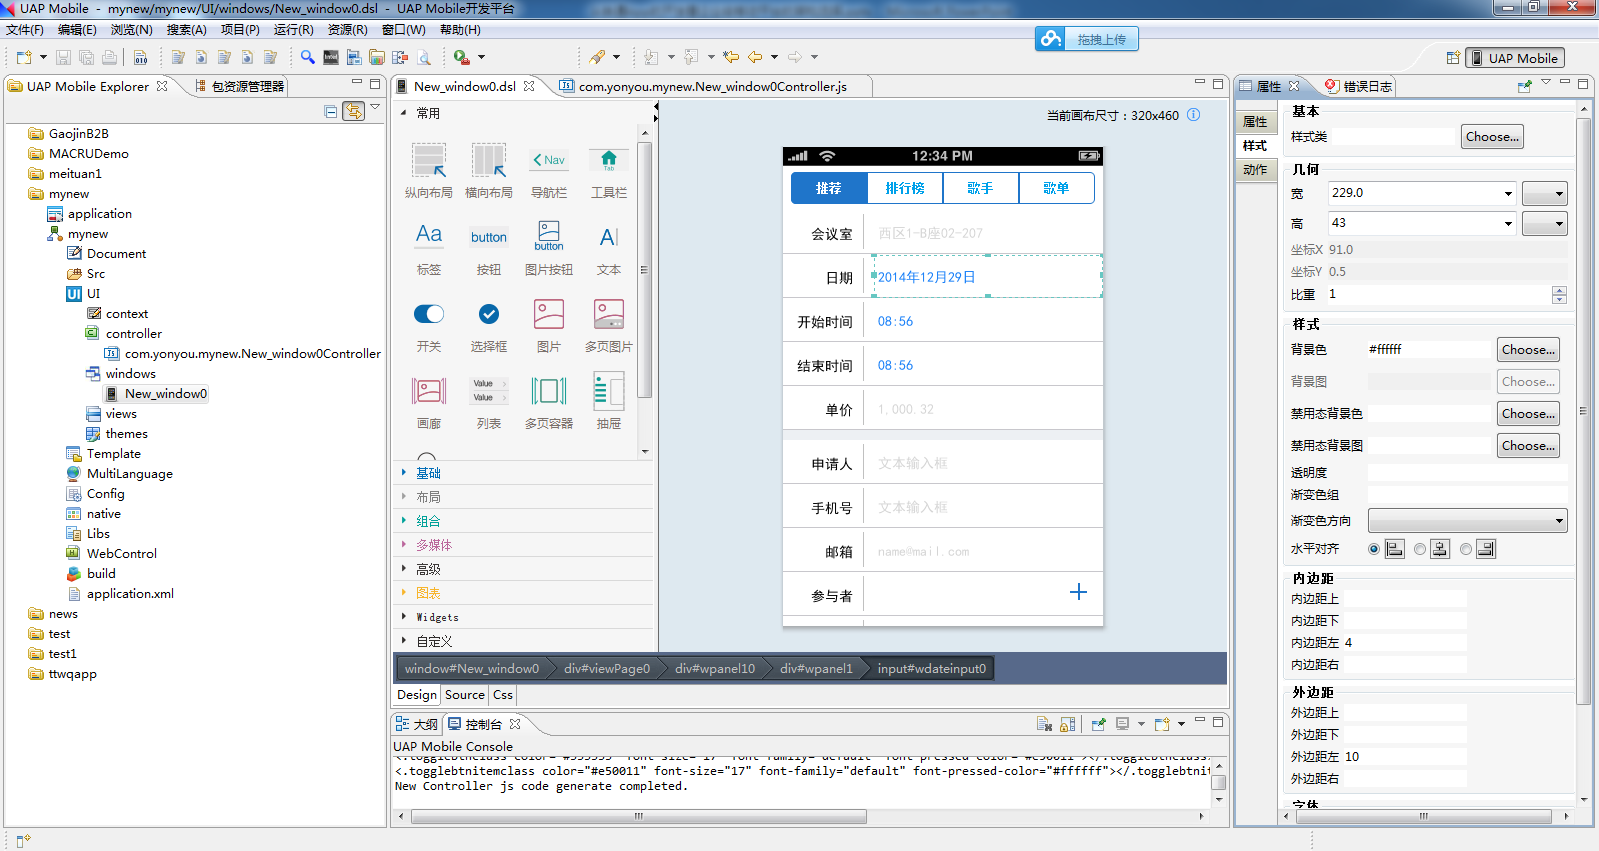 UAP Mobile - mynew/mynew/UI/windows/New_window0.dsl - UAP Mobile开发平台
文件(F) 编辑(E) 浏览(N) 搜索(A) 项目(P) 运行(R) 资源(R) 窗口(W) 帮助(H)
拖拽上传
UAP Mobile
UAP Mobile Explorer
包资源管理器
GaojinB2B
MACRUDemo
meituan1
mynew
application
mynew
Document
Src
UI
context
controller
com.yonyou.mynew.New_window0Controller
windows
New_window0
views
themes
Template
MultiLanguage
Config
native
Libs
WebControl
build
application.xml
news
test
test1
ttwqapp
New_window0.dsl
com.yonyou.mynew.New_window0Controller.js
常用
纵向布局 横向布局 导航栏 工具栏
标签 按钮 图片按钮 文本
开关 选择框 图片 多页图片
画廊 列表 多页容器 抽屉
Nav
Tab
Aa
button
button
A
Value
Value
基础
布局
组合
多媒体
高级
图表
Widgets
自定义
当前画布尺寸：320x460
12:34 PM
推荐 排行榜 歌手 歌单
会议室 西区1-B座02-207
日期 2014年12月29日
开始时间 08:56
结束时间 08:56
单价 1,000.32
申请人 文本输入框
手机号 文本输入框
邮箱 name@mail.com
参与者
window#New_window0 div#viewPage0 div#wpanel10 div#wpanel1 input#wdateinput0
Design Source Css
大纲 控制台
UAP Mobile Console
<.togglebtnitemclass color="#e50011" font-size="17" font-family="default" font-pressed-color="#ffffff"></.togglebtnit
New Controller js code generate completed.
属性
错误日志
属性
样式
动作
基本
样式类 Choose...
几何
宽 229.0
高 43
坐标X 91.0
坐标Y 0.5
比重 1
样式
背景色 #ffffff Choose...
背景图 Choose...
禁用态背景色 Choose...
禁用态背景图 Choose...
透明度
渐变色组
渐变色方向
水平对齐
内边距
内边距上
内边距下
内边距左 4
内边距右
外边距
外边距上
外边距下
外边距左 10
外边距右
字体